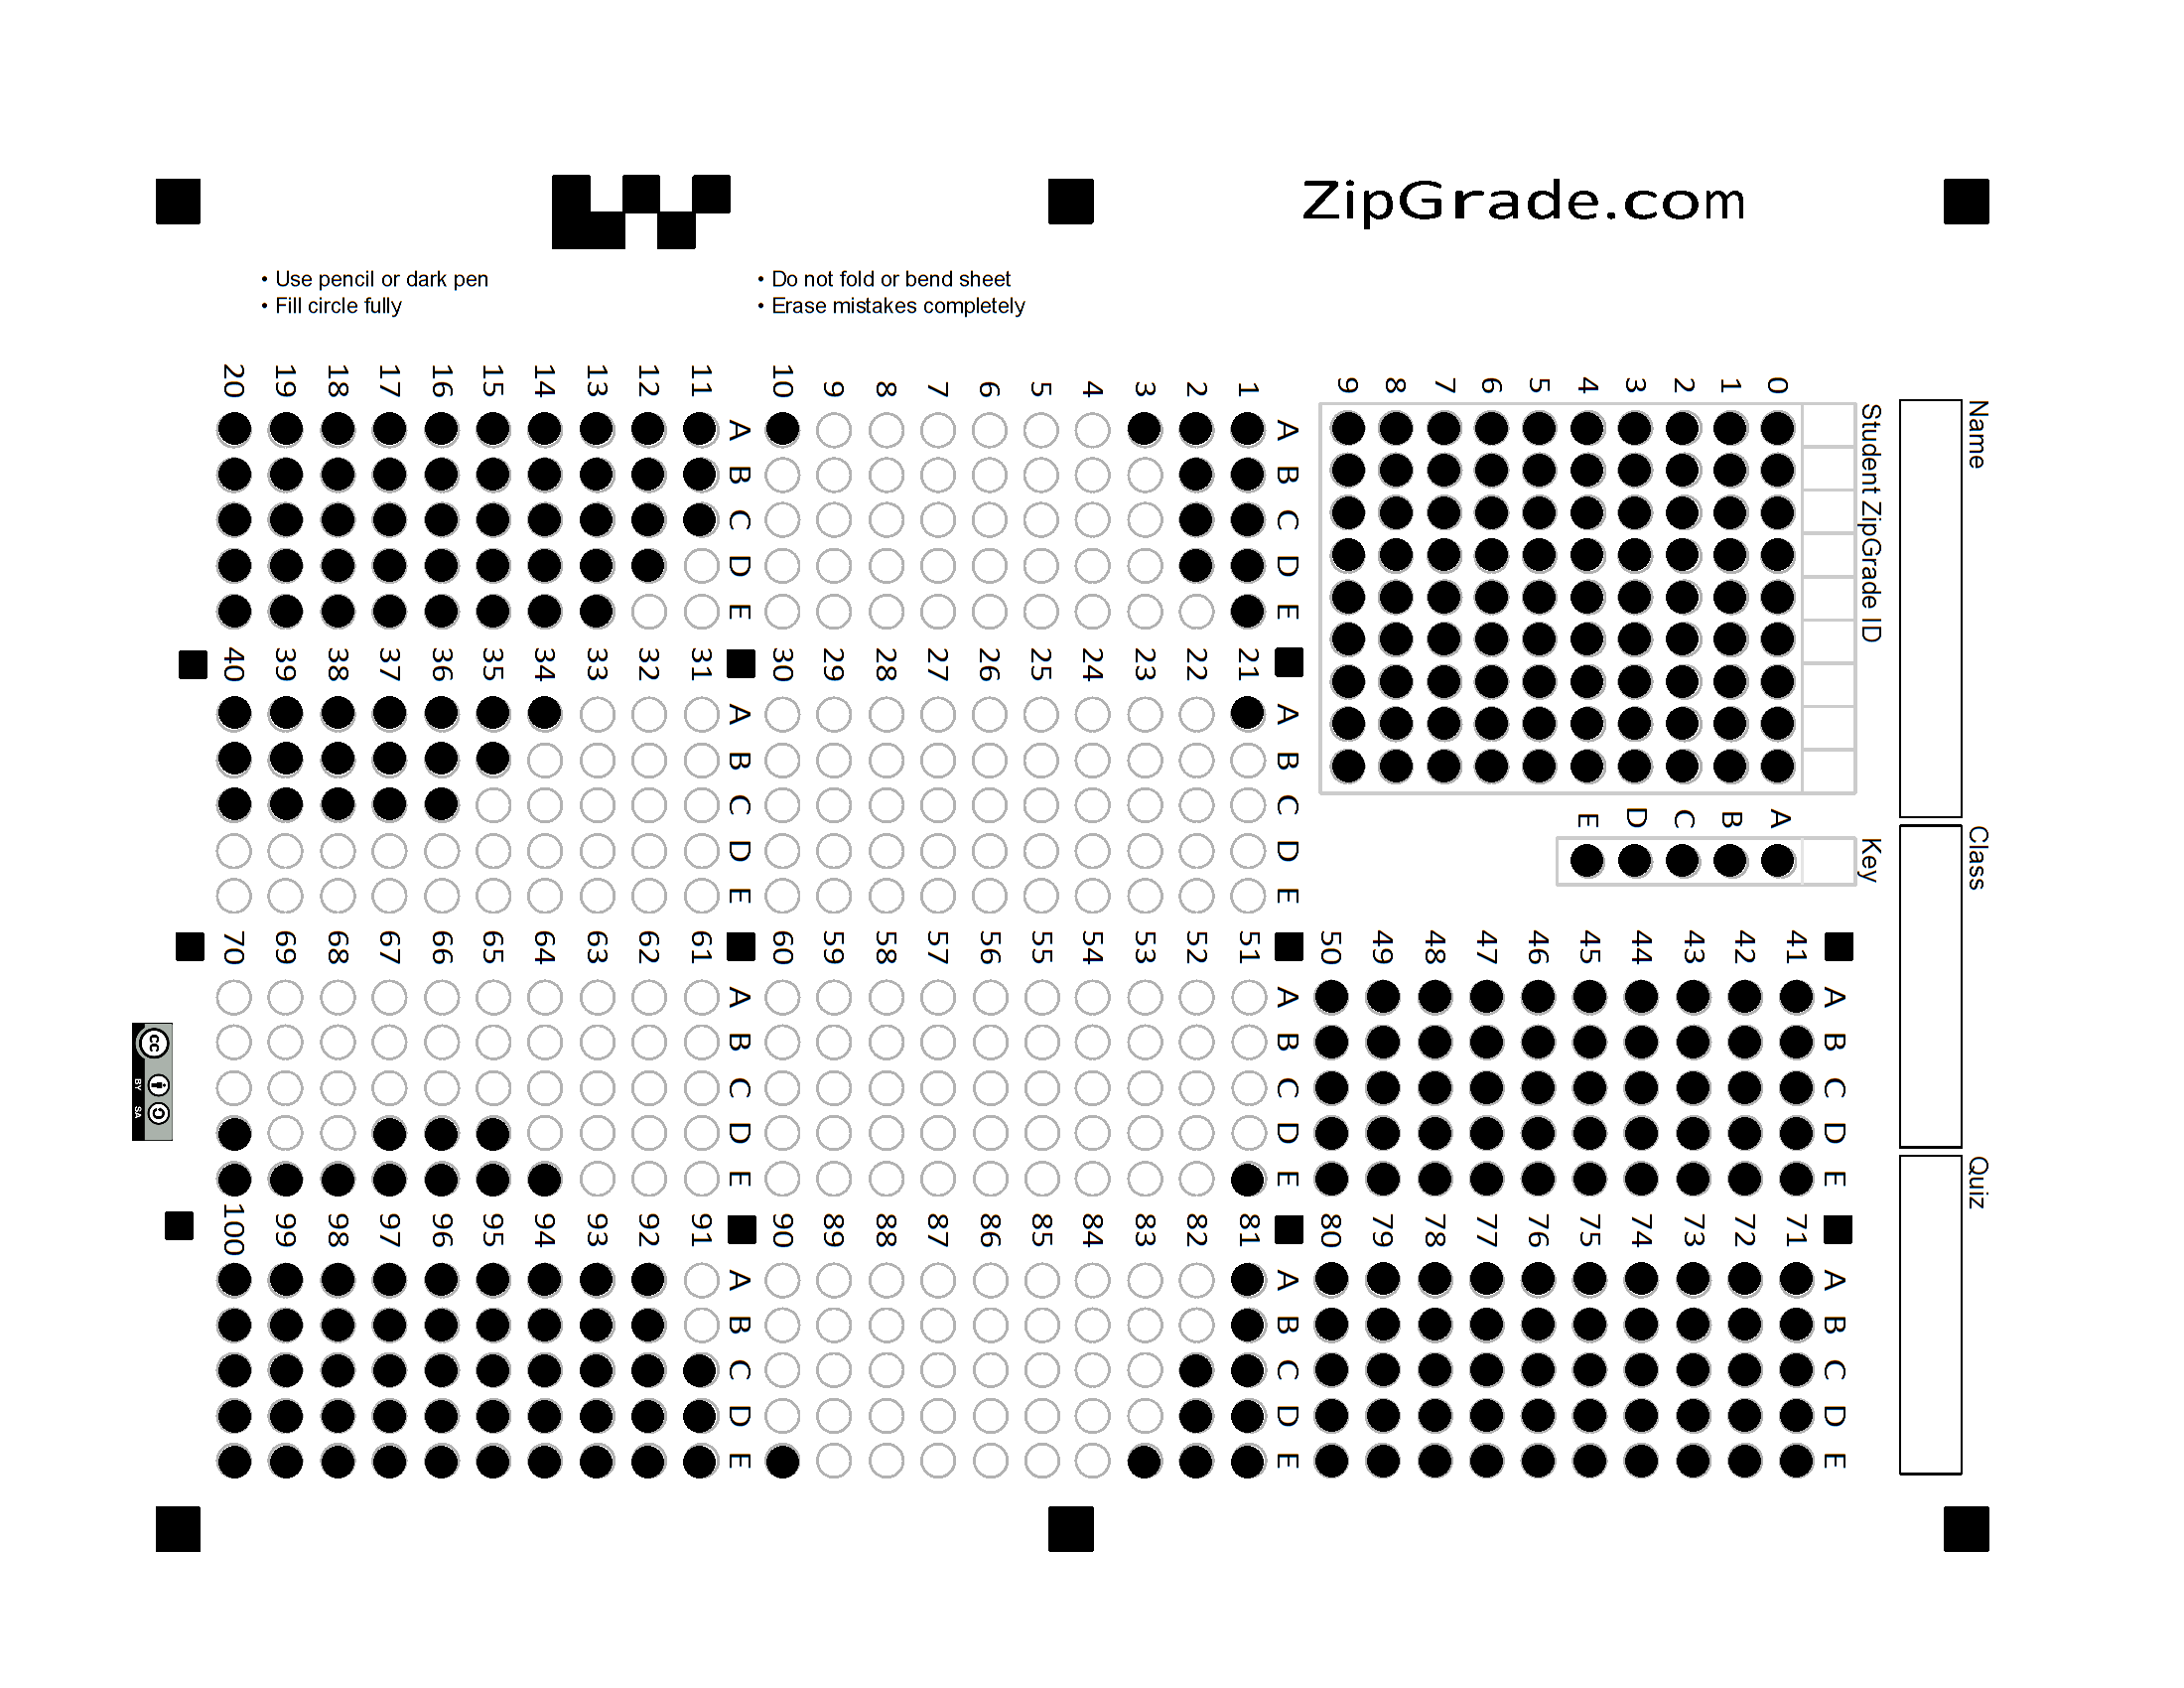 ZipGrade.com
• Use pencil or dark pen
• Fill circle fully
• Do not fold or bend sheet
• Erase mistakes completely
Name
Class
Quiz
Student ZipGrade ID
0 1 2 3 4 5 6 7 8 9
Key
A B C D E
A B C D E
1 2 3 4 5 6 7 8 9 10
A B C D E
11 12 13 14 15 16 17 18 19 20
A B C D E
21 22 23 24 25 26 27 28 29 30
A B C D E
31 32 33 34 35 36 37 38 39 40
A B C D E
41 42 43 44 45 46 47 48 49 50
A B C D E
51 52 53 54 55 56 57 58 59 60
A B C D E
61 62 63 64 65 66 67 68 69 70
A B C D E
71 72 73 74 75 76 77 78 79 80
A B C D E
81 82 83 84 85 86 87 88 89 90
A B C D E
91 92 93 94 95 96 97 98 99 100
cc
BY SA